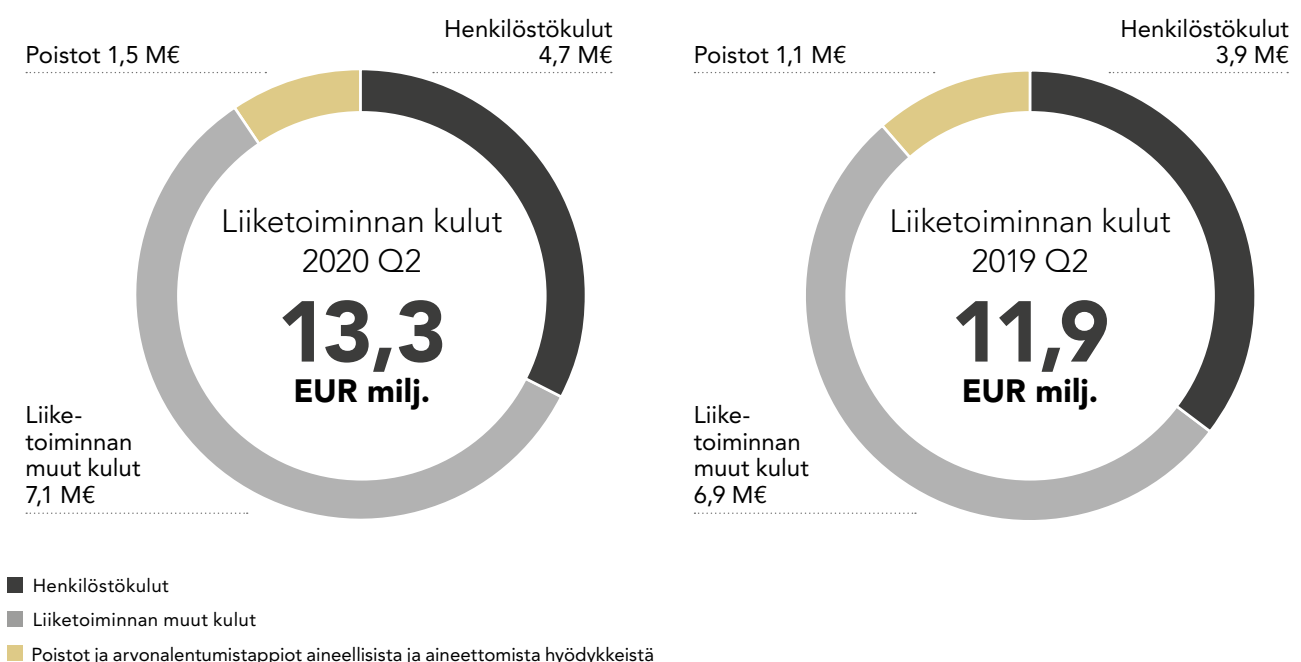 Poistot 1,5 M€
Henkilöstökulut
4,7 M€
Liiketoiminnan kulut
2020 Q2
13,3
EUR milj.
Liike-
toiminnan
muut kulut
7,1 M€
Poistot 1,1 M€
Henkilöstökulut
3,9 M€
Liiketoiminnan kulut
2019 Q2
11,9
EUR milj.
Liike-
toiminnan
muut kulut
6,9 M€
Henkilöstökulut
Liiketoiminnan muut kulut
Poistot ja arvonalentumistappiot aineellisista ja aineettomista hyödykkeistä